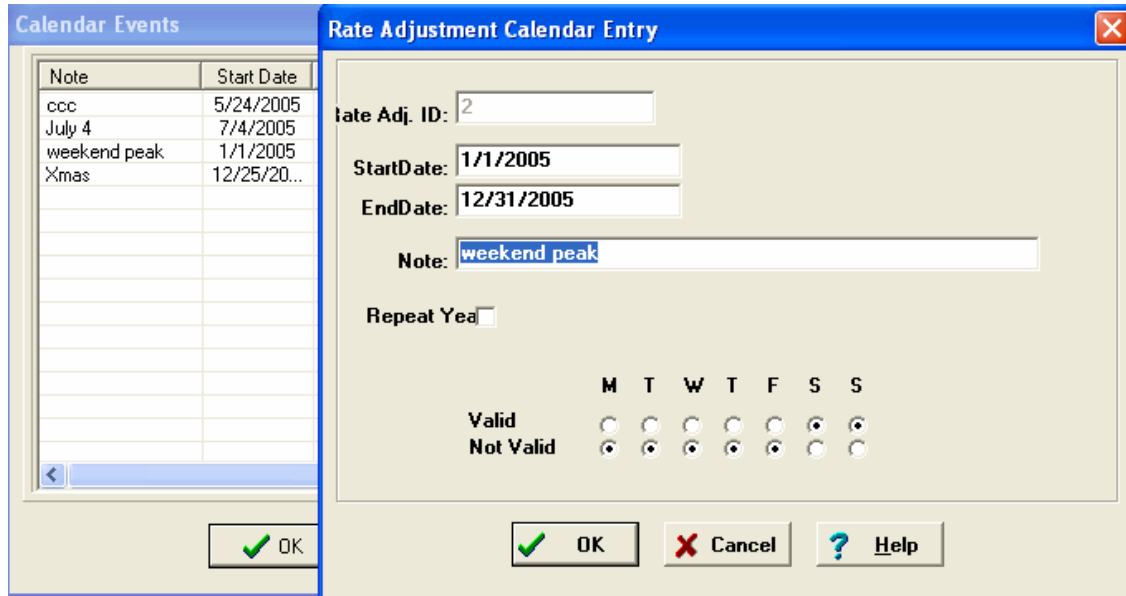 Calendar Events
Note Start Date
ccc 5/24/2005
July 4 7/4/2005
weekend peak 1/1/2005
Xmas 12/25/20...
OK
Rate Adjustment Calendar Entry
Rate Adj. ID: 2
StartDate: 1/1/2005
EndDate: 12/31/2005
Note: weekend peak
Repeat Yea
M T W T F S S
Valid
Not Valid
OK Cancel Help